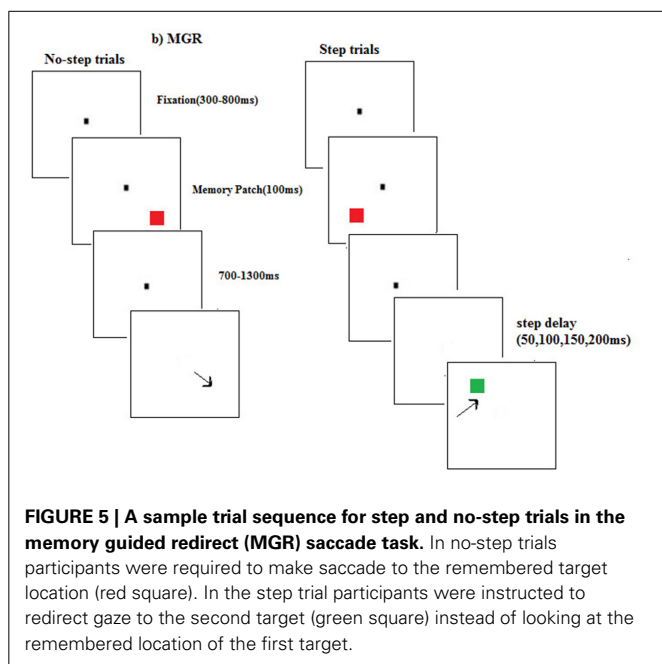 b) MGR
No-step trials
Step trials
Fixation(300-800ms)
Memory Patch(100ms)
700-1300ms
step delay
(50,100,150,200ms)
FIGURE 5 | A sample trial sequence for step and no-step trials in the
memory guided redirect (MGR) saccade task. In no-step trials
participants were required to make saccade to the remembered target
location (red square). In the step trial participants were instructed to
redirect gaze to the second target (green square) instead of looking at the
remembered location of the first target.